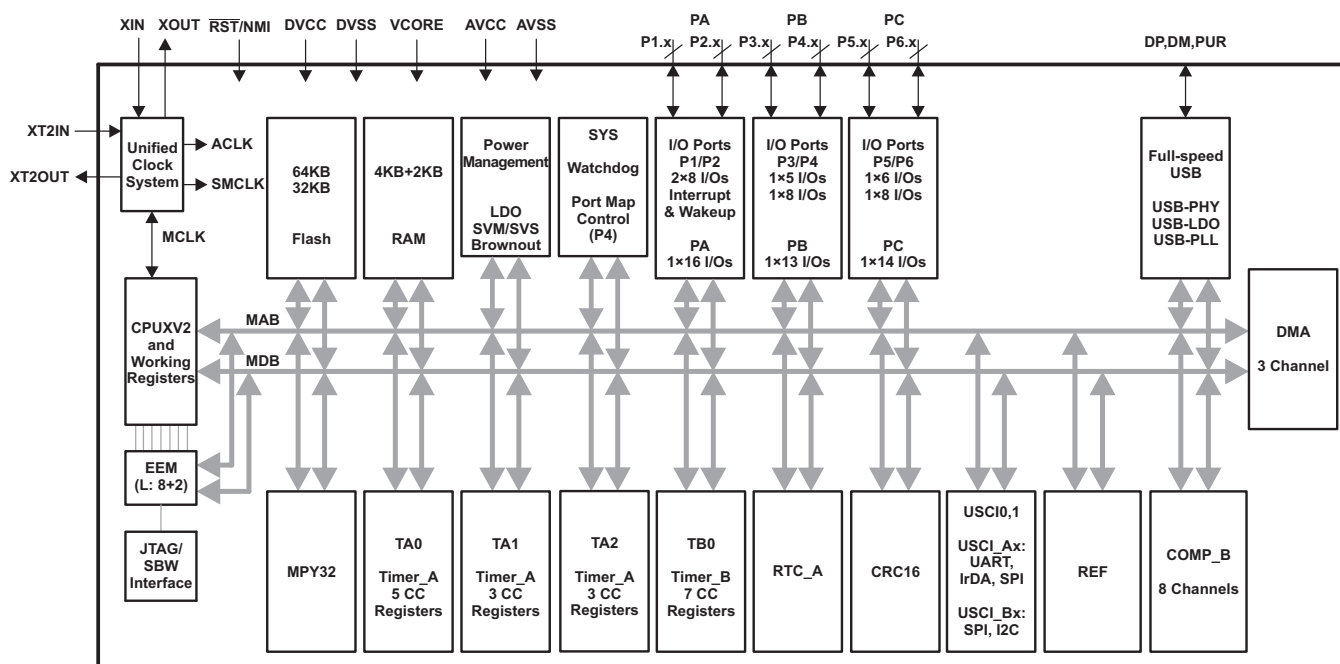 PA
PB
PC
XIN
XOUT
RST/NMI
DVCC
DVSS
VCORE
AVCC
AVSS
P1.x
P2.x
P3.x
P4.x
P5.x
P6.x
DP,DM,PUR
XT2IN
XT2OUT
Unified
Clock
System
ACLK
SMCLK
MCLK
64KB
32KB
Flash
4KB+2KB
RAM
Power
Management
LDO
SVM/SVS
Brownout
SYS
Watchdog
Port Map
Control
(P4)
I/O Ports
P1/P2
2×8 I/Os
Interrupt
& Wakeup
PA
1×16 I/Os
I/O Ports
P3/P4
1×5 I/Os
1×8 I/Os
PB
1×13 I/Os
I/O Ports
P5/P6
1×6 I/Os
1×8 I/Os
PC
1×14 I/Os
Full-speed
USB
USB-PHY
USB-LDO
USB-PLL
CPUXV2
and
Working
Registers
MAB
MDB
DMA
3 Channel
EEM
(L: 8+2)
JTAG/
SBW
Interface
MPY32
TA0
Timer_A
5 CC
Registers
TA1
Timer_A
3 CC
Registers
TA2
Timer_A
3 CC
Registers
TB0
Timer_B
7 CC
Registers
RTC_A
CRC16
USCI0,1
USCI_Ax:
UART,
IrDA, SPI
USCI_Bx:
SPI, I2C
REF
COMP_B
8 Channels